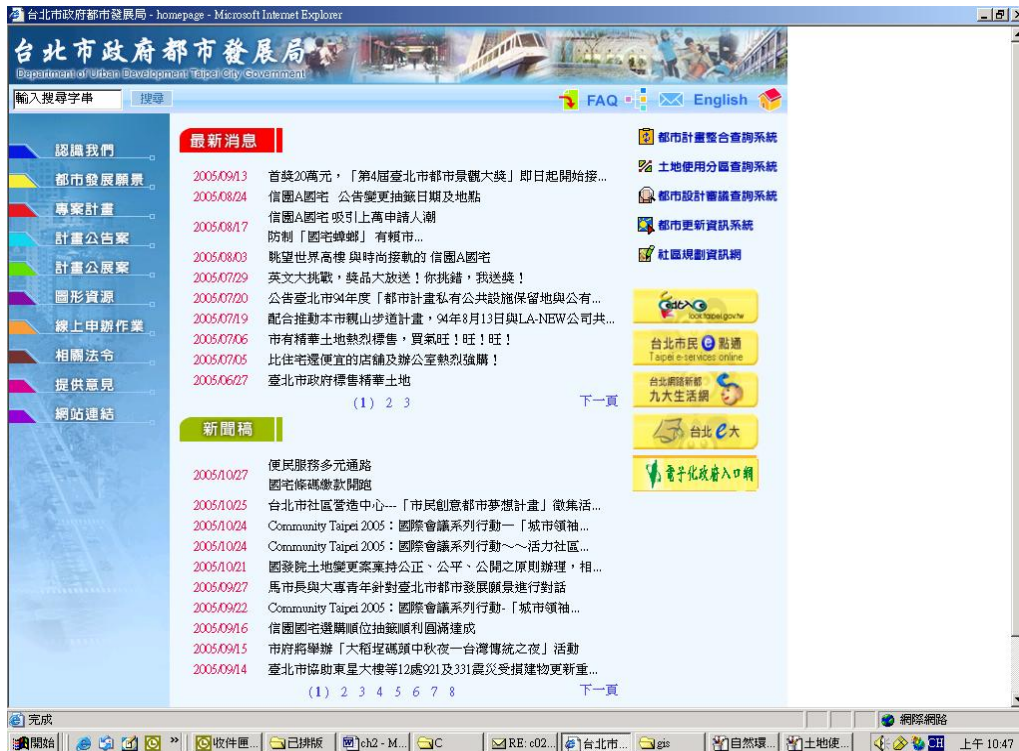 台北市政府都市發展局 - homepage - Microsoft Internet Explorer
台北市政府都市發展局
Department of Urban Development Taipei City Government
輸入搜尋字串 搜尋
FAQ English
認識我們
都市發展願景
專案計畫
計畫公告案
計畫公展案
圖形資源
線上申辦作業
相關法令
提供意見
網站連結
最新消息
2005/09/13 首獎20萬元，「第4屆臺北市都市景觀大獎」即日起開始接...
2005/08/24 信團A國宅 公告變更抽籤日期及地點
2005/08/17 信團A國宅 吸引上萬申請人潮
防制「國宅蟑螂」有賴市...
2005/08/03 眺望世界高樓 與時尚接軌的 信團A國宅
2005/07/29 英文大挑戰，獎品大放送！你挑錯，我送獎！
2005/07/20 公告臺北市94年度「都市計畫私有公共設施保留地與公有...
2005/07/19 配合推動本市親山步道計畫，94年8月13日與LA-NEW公司共...
2005/07/06 市有精華土地熱烈標售，買氣旺！旺！旺！
2005/07/05 比住宅還便宜的店舖及辦公室熱烈強購！
2005/06/27 臺北市政府標售精華土地
(1) 2 3 下一頁
新聞稿
2005/10/27 便民服務多元通路
國宅條碼繳款開跑
2005/10/25 台北市社區營造中心---「市民創意都市夢想計畫」徵集活...
2005/10/24 Community Taipei 2005：國際會議系列行動一「城市領袖...
2005/10/24 Community Taipei 2005：國際會議系列行動～～活力社區...
2005/10/21 國發院土地變更案秉持公正、公平、公開之原則辦理，相...
2005/09/27 馬市長與大專青年針對臺北市都市發展願景進行對話
2005/09/22 Community Taipei 2005：國際會議系列行動-「城市領袖...
2005/09/16 信團國宅選購順位抽籤順利圓滿達成
2005/09/15 市府將舉辦「大稻埕碼頭中秋夜一台灣傳統之夜」活動
2005/09/14 臺北市協助東星大樓等12處921及331震災受損建物更新重...
(1) 2 3 4 5 6 7 8 下一頁
都市計畫整合查詢系統
土地使用分區查詢系統
都市設計審議查詢系統
都市更新資訊系統
社區規劃資訊網
台北市民e點通
Taipei e-services online
台北網路新都
九大生活網
台北e大
電子化政府入口網
完成 網際網路
開始 » 收件匣... 已排版 ch2 - M... C RE: c02... 台北市... gis 自然環... 土地使... CH 上午 10:47